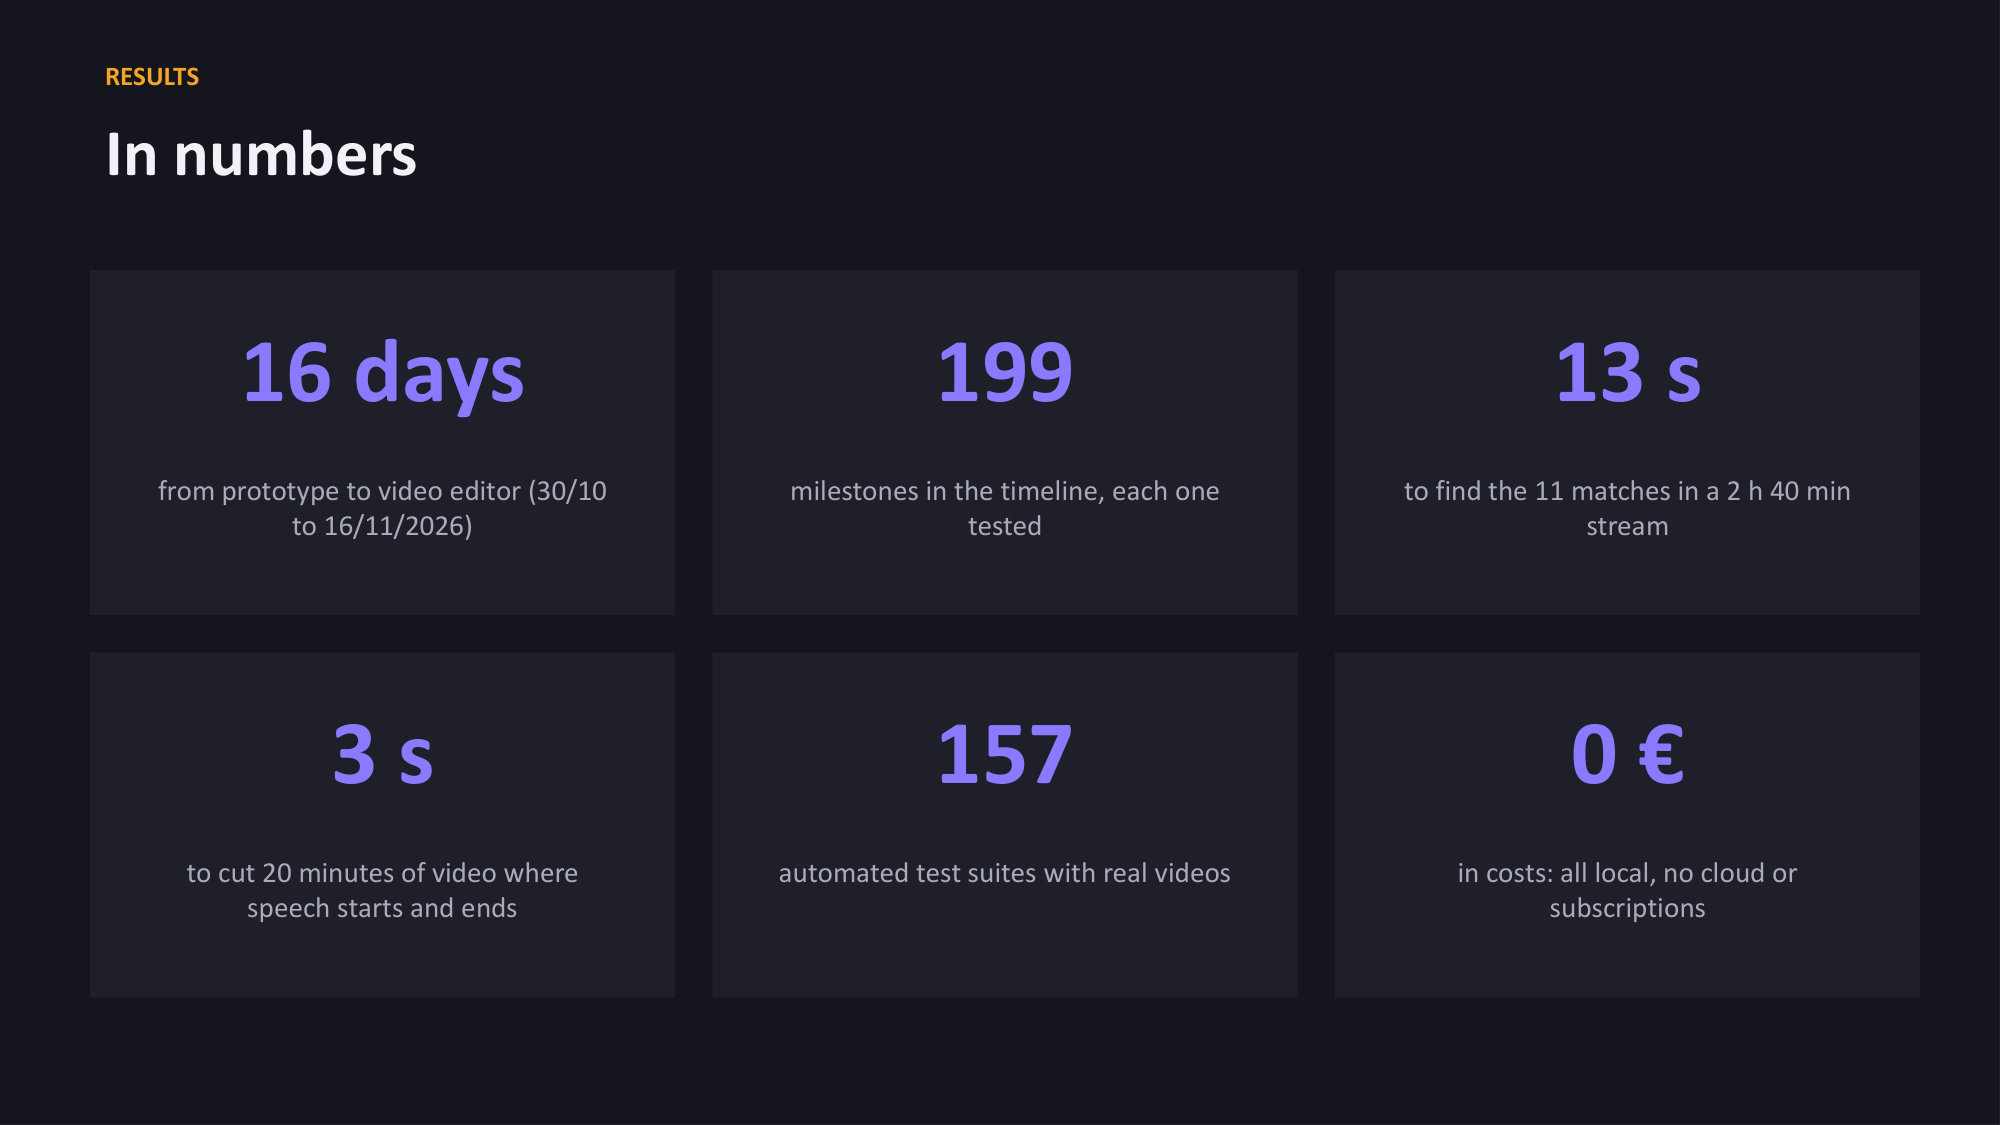 RESULTS
In numbers
16 days
from prototype to video editor (30/10
to 16/11/2026)
199
milestones in the timeline, each one
tested
13 s
to find the 11 matches in a 2 h 40 min
stream
3 s
to cut 20 minutes of video where
speech starts and ends
157
automated test suites with real videos
0 €
in costs: all local, no cloud or
subscriptions